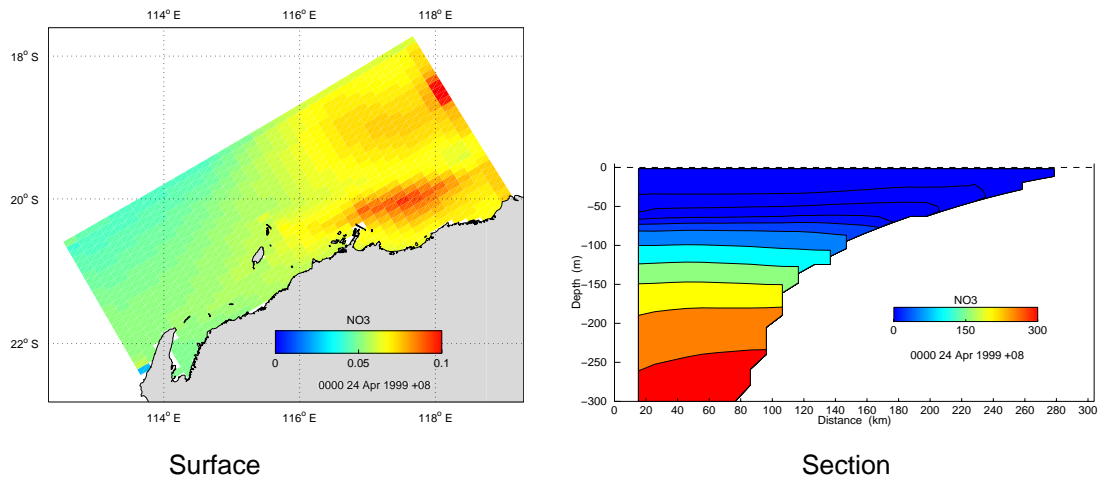 114° E 116° E 118° E
18° S
20° S
22° S
NO3
0 0.05 0.1
0000 24 Apr 1999 +08
114° E 116° E 118° E
Surface
0
−50
−100
−150
−200
−250
−300
Depth (m)
NO3
0 150 300
0000 24 Apr 1999 +08
0 20 40 60 80 100 120 140 160 180 200 220 240 260 280 300
Distance (km)
Section